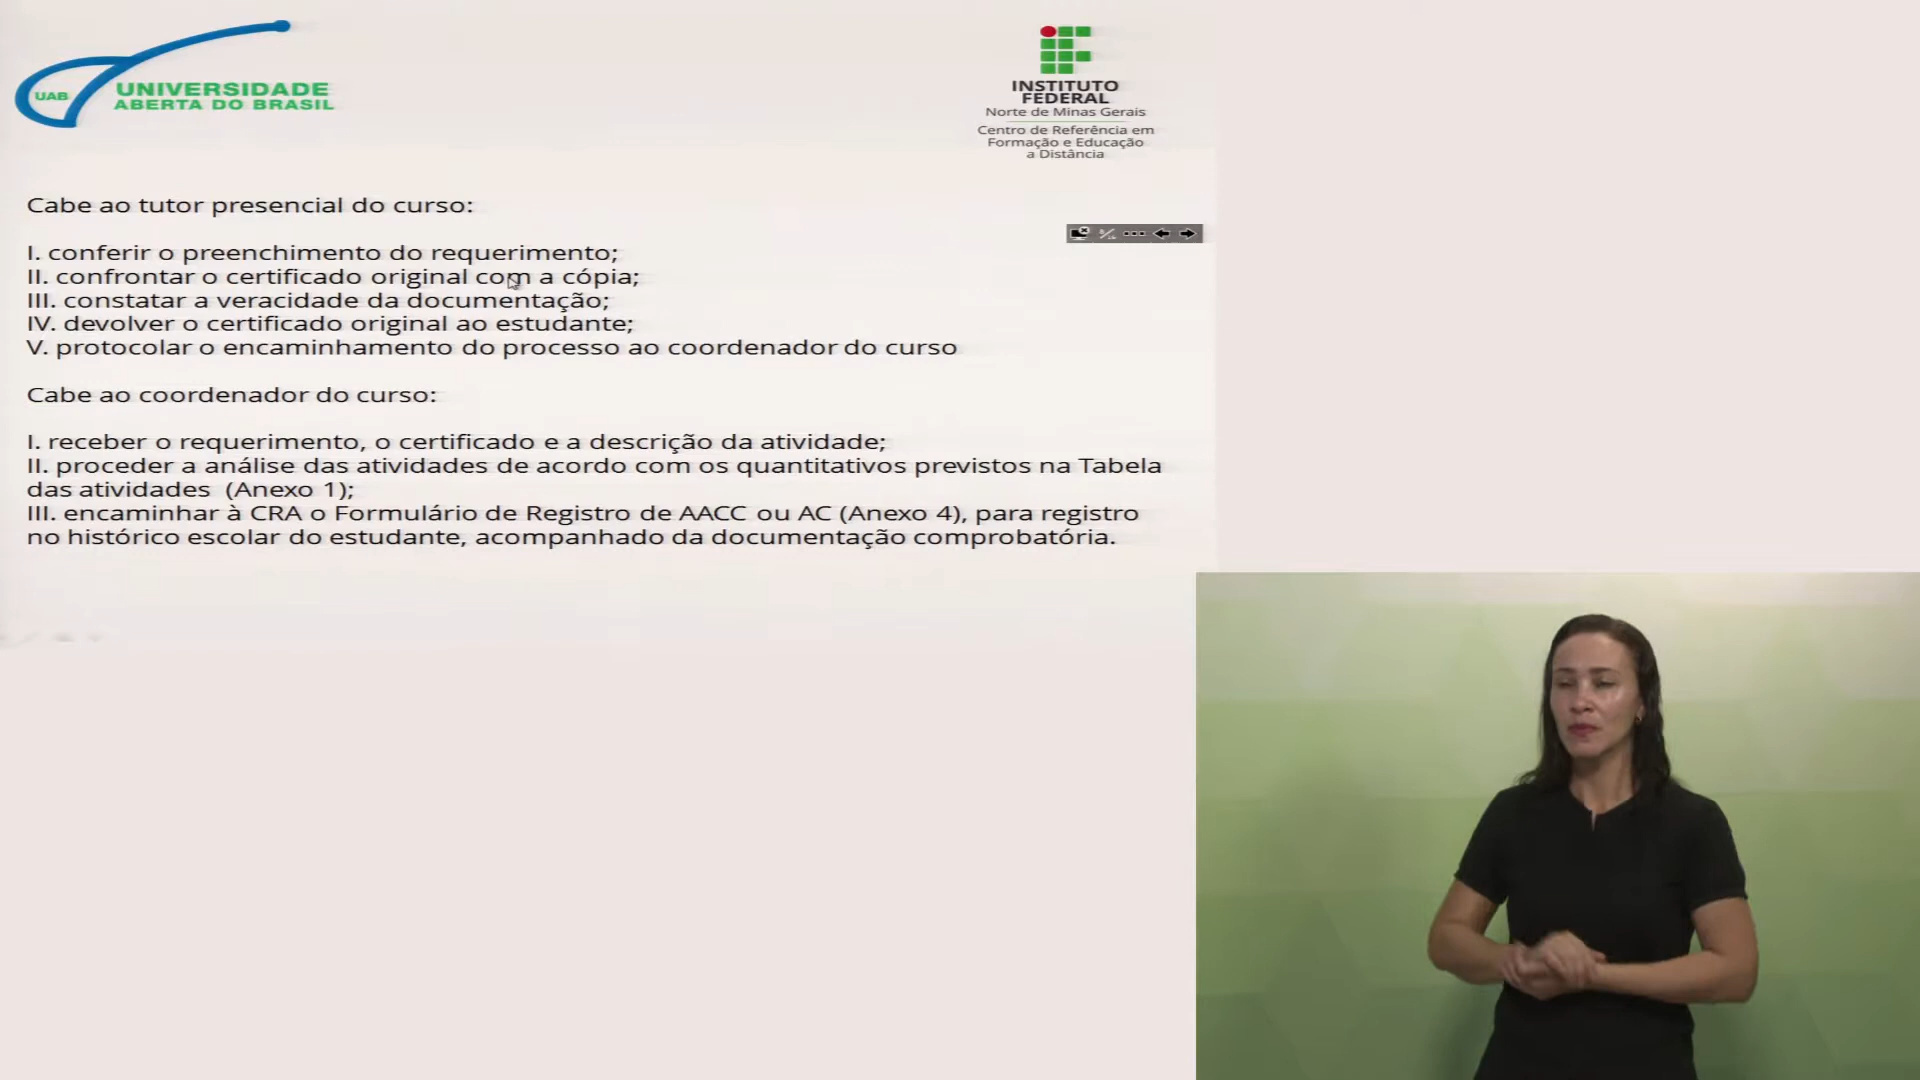 UAB
UNIVERSIDADE
ABERTA DO BRASIL
INSTITUTO
FEDERAL
Norte de Minas Gerais
Centro de Referência em
Formação e Educação
a Distância
Cabe ao tutor presencial do curso:
I. conferir o preenchimento do requerimento;
II. confrontar o certificado original com a cópia;
III. constatar a veracidade da documentação;
IV. devolver o certificado original ao estudante;
V. protocolar o encaminhamento do processo ao coordenador do curso
Cabe ao coordenador do curso:
I. receber o requerimento, o certificado e a descrição da atividade;
II. proceder a análise das atividades de acordo com os quantitativos previstos na Tabela
das atividades (Anexo 1);
III. encaminhar à CRA o Formulário de Registro de AACC ou AC (Anexo 4), para registro
no histórico escolar do estudante, acompanhado da documentação comprobatória.